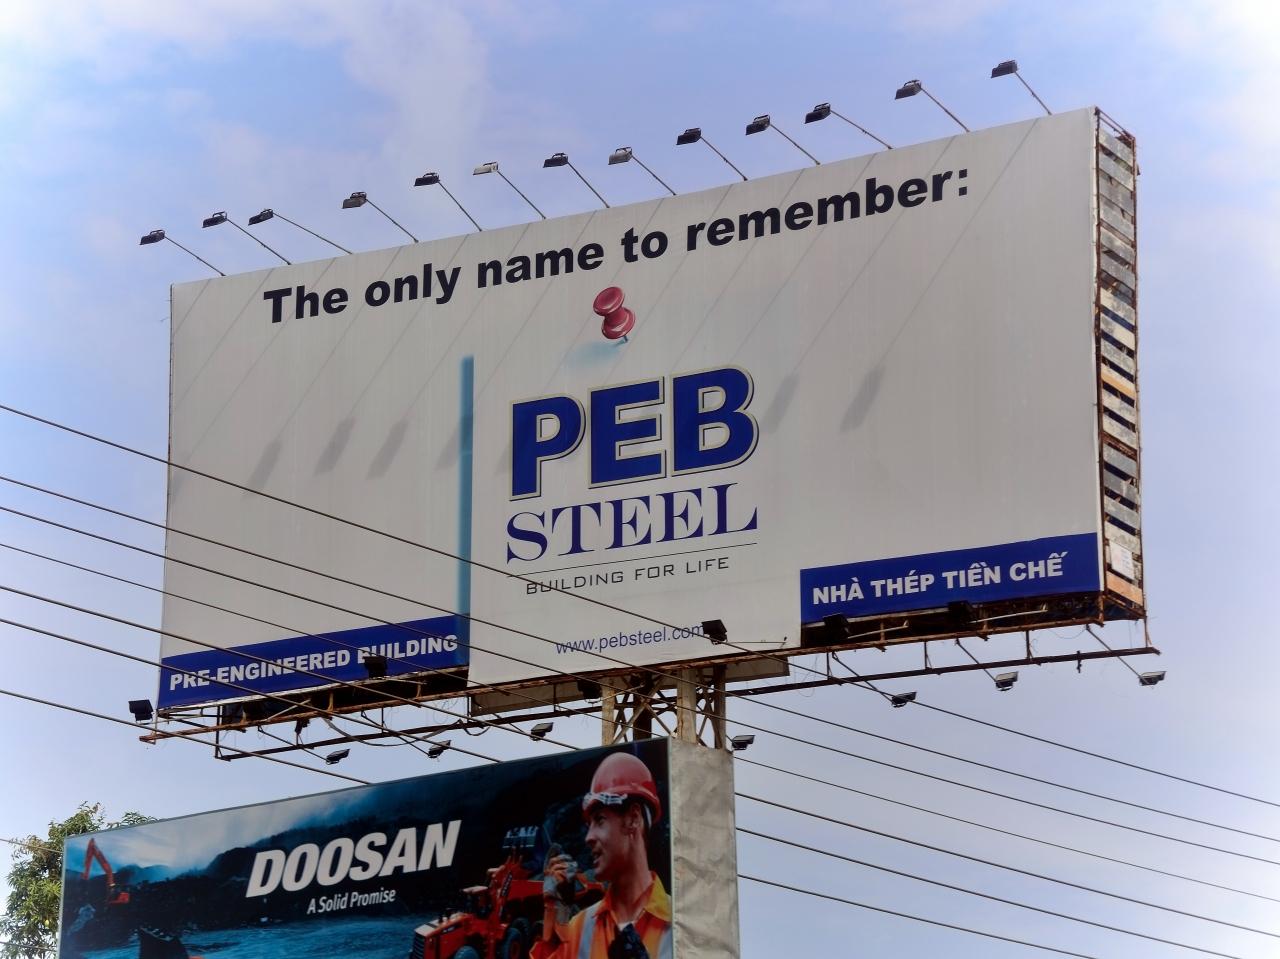 The only name to remember:
PEB
STEEL
BUILDING FOR LIFE
www.pebsteel.com
PRE-ENGINEERED BUILDING
NHÀ THÉP TIỀN CHẾ
DOOSAN
A Solid Promise